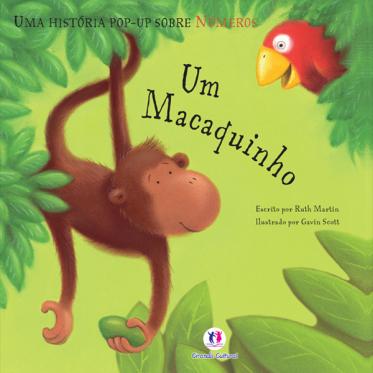 UMA HISTÓRIA POP-UP SOBRE NÚMEROS
Um
Macaquinho
Escrito por Ruth Martin
Ilustrado por Gavin Scott
Ciranda Cultural